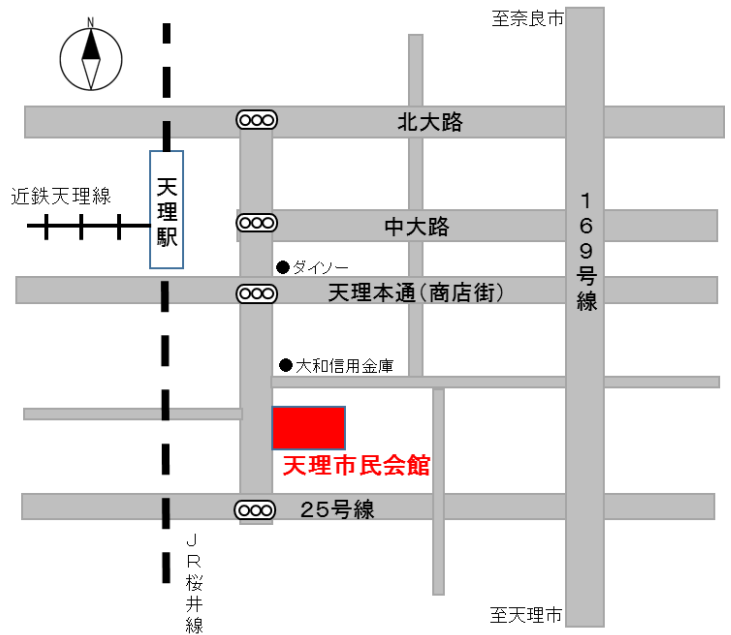 N
至奈良市
北大路
近鉄天理線
天理駅
中大路
169号線
●ダイソー
天理本通(商店街)
●大和信用金庫
天理市民会館
25号線
JR桜井線
至天理市